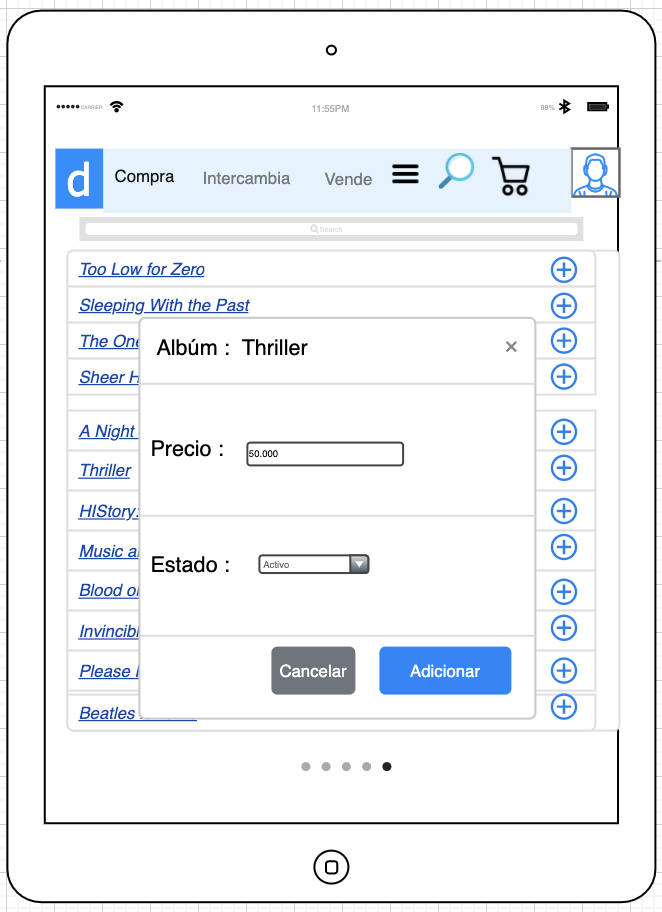 CARRIER
11:55PM
98%
d Compra Intercambia Vende
Search
Too Low for Zero
Sleeping With the Past
The One
Sheer H
Albúm : Thriller ×
A Night
Precio : 50.000
Thriller
HIStory:
Music a
Estado : Activo
Blood o
Invincibl
Please
Cancelar Adicionar
Beatles